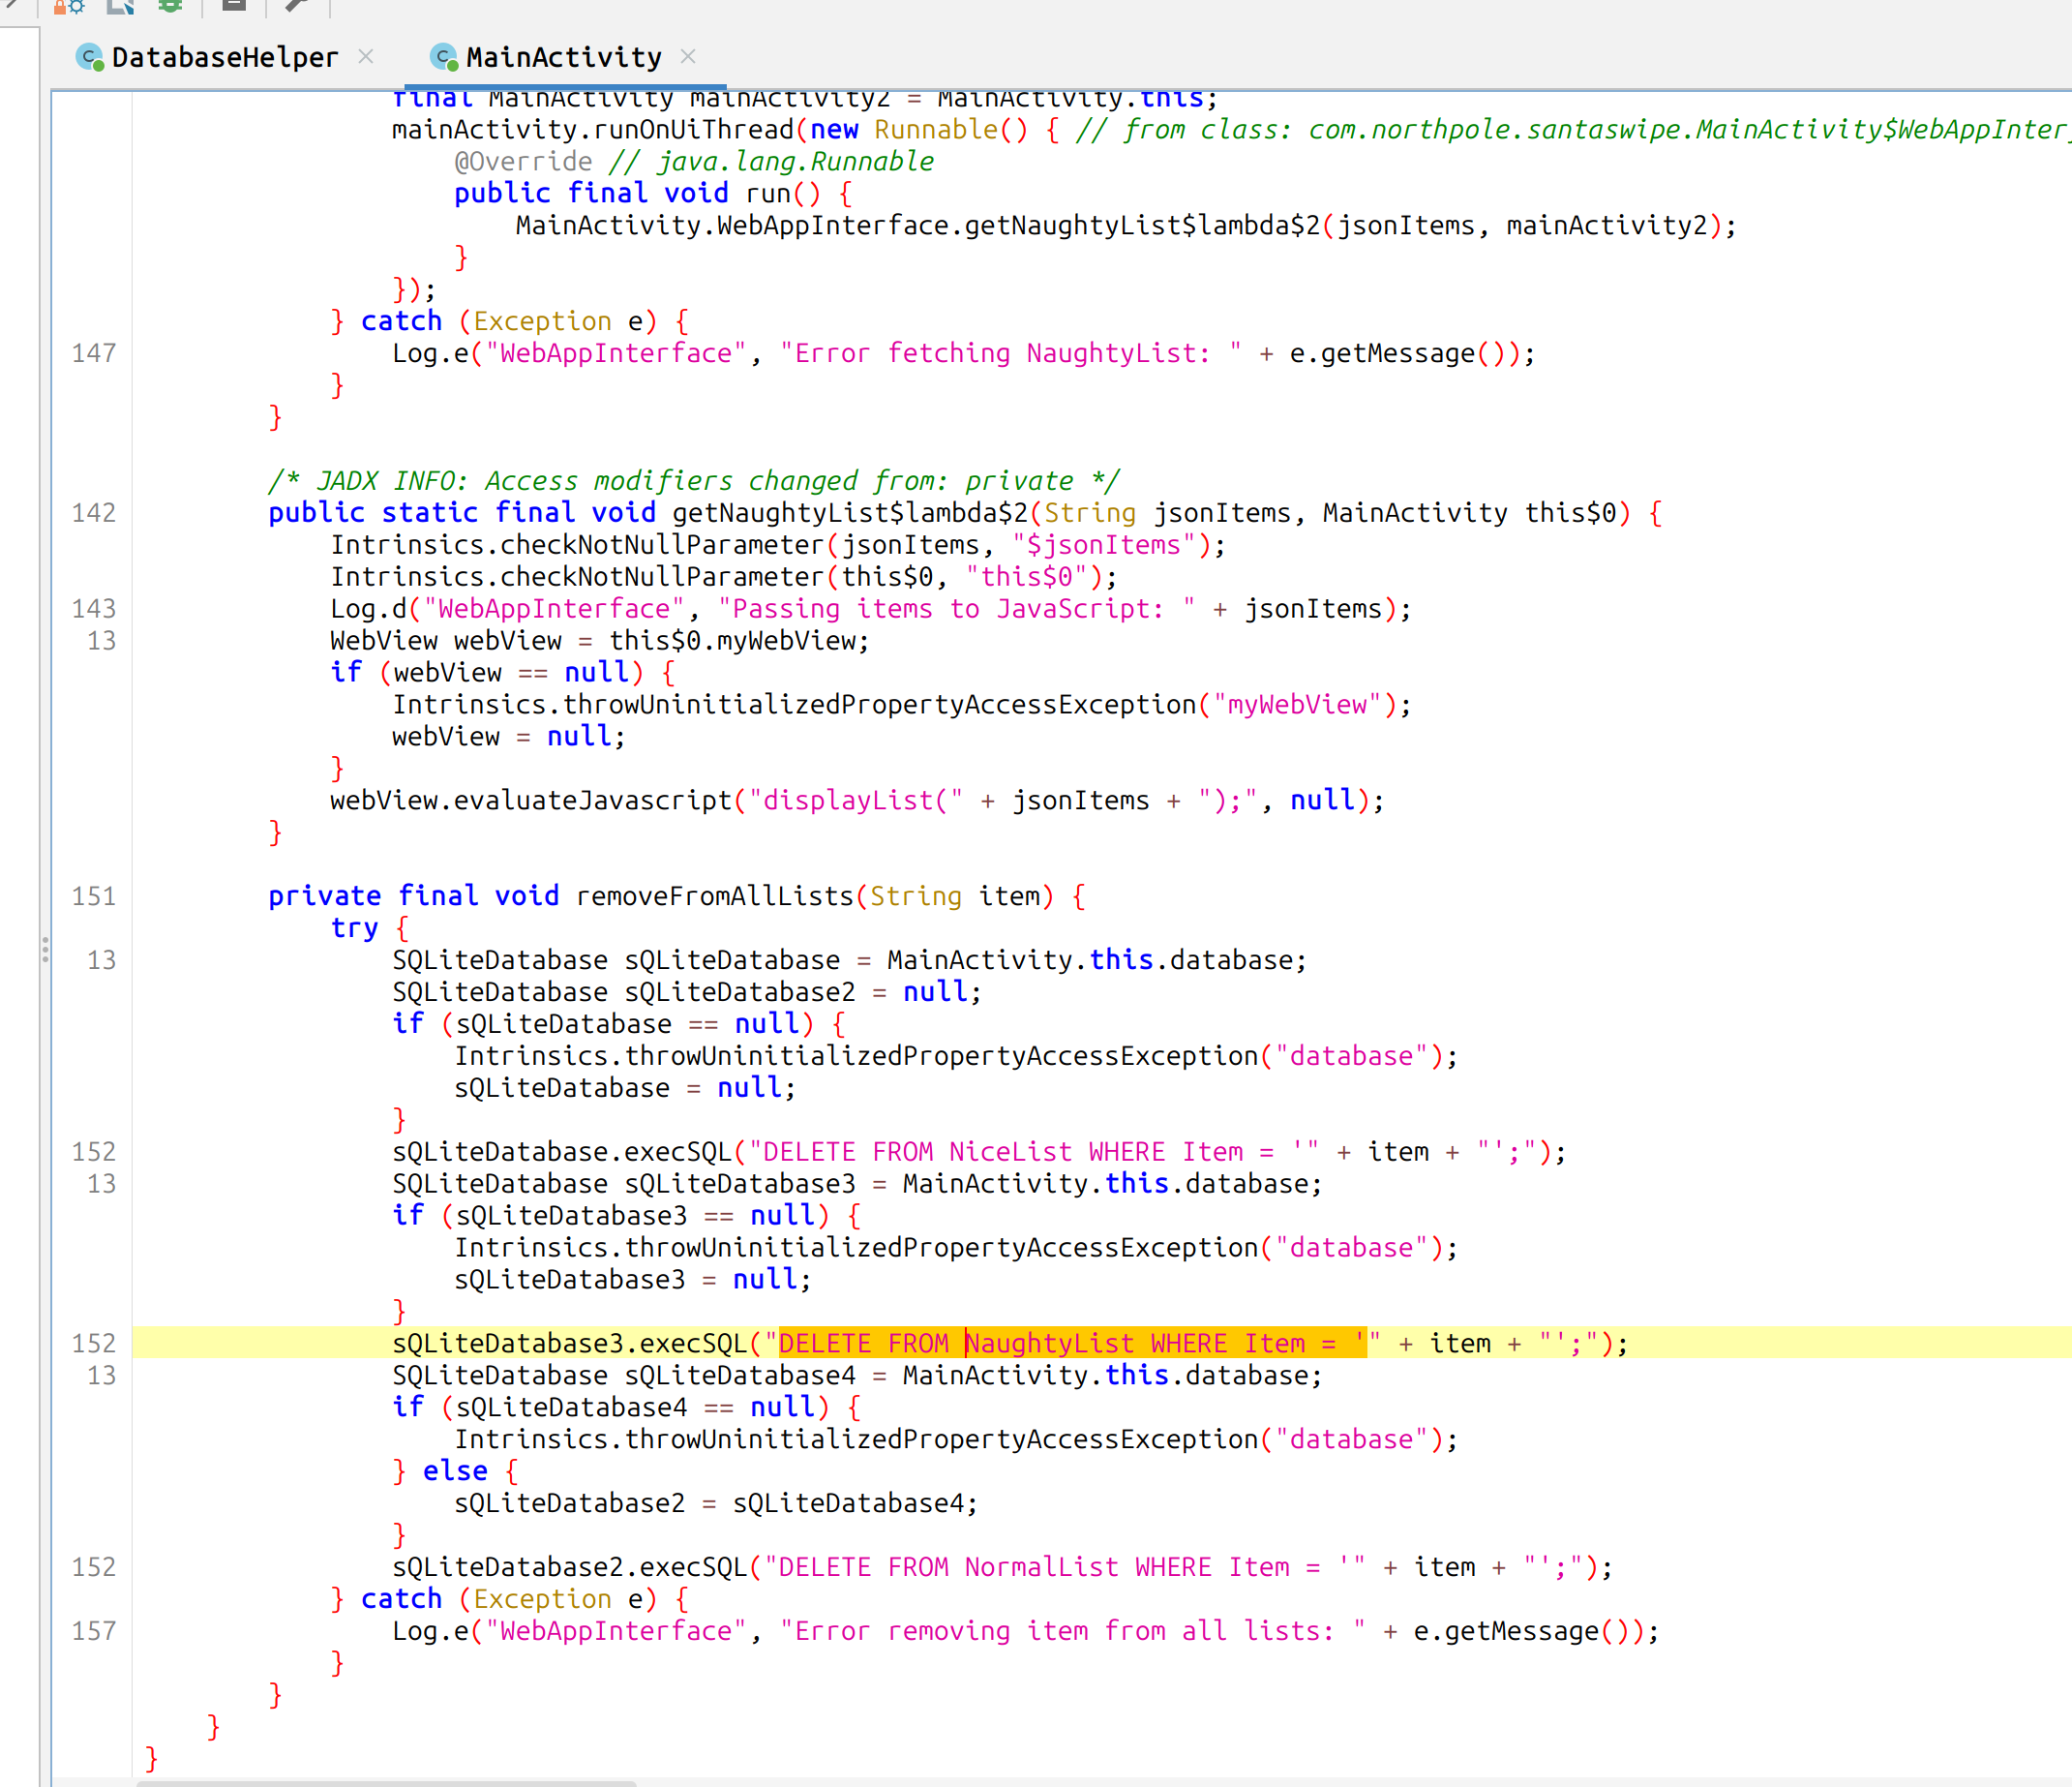 DatabaseHelper × MainActivity ×
final MainActivity mainActivity2 = MainActivity.this;
mainActivity.runOnUiThread(new Runnable() { // from class: com.northpole.santaswipe.MainActivity$WebAppInter
@Override // java.lang.Runnable
public final void run() {
MainActivity.WebAppInterface.getNaughtyList$lambda$2(jsonItems, mainActivity2);
}
});
} catch (Exception e) {
147 Log.e("WebAppInterface", "Error fetching NaughtyList: " + e.getMessage());
}
}
/* JADX INFO: Access modifiers changed from: private */
142 public static final void getNaughtyList$lambda$2(String jsonItems, MainActivity this$0) {
Intrinsics.checkNotNullParameter(jsonItems, "$jsonItems");
Intrinsics.checkNotNullParameter(this$0, "this$0");
143 Log.d("WebAppInterface", "Passing items to JavaScript: " + jsonItems);
13 WebView webView = this$0.myWebView;
if (webView == null) {
Intrinsics.throwUninitializedPropertyAccessException("myWebView");
webView = null;
}
webView.evaluateJavascript("displayList(" + jsonItems + ");", null);
}
151 private final void removeFromAllLists(String item) {
try {
13 SQLiteDatabase sQLiteDatabase = MainActivity.this.database;
SQLiteDatabase sQLiteDatabase2 = null;
if (sQLiteDatabase == null) {
Intrinsics.throwUninitializedPropertyAccessException("database");
sQLiteDatabase = null;
}
152 sQLiteDatabase.execSQL("DELETE FROM NiceList WHERE Item = '" + item + "';");
13 SQLiteDatabase sQLiteDatabase3 = MainActivity.this.database;
if (sQLiteDatabase3 == null) {
Intrinsics.throwUninitializedPropertyAccessException("database");
sQLiteDatabase3 = null;
}
152 sQLiteDatabase3.execSQL("DELETE FROM NaughtyList WHERE Item = '" + item + "';");
13 SQLiteDatabase sQLiteDatabase4 = MainActivity.this.database;
if (sQLiteDatabase4 == null) {
Intrinsics.throwUninitializedPropertyAccessException("database");
} else {
sQLiteDatabase2 = sQLiteDatabase4;
}
152 sQLiteDatabase2.execSQL("DELETE FROM NormalList WHERE Item = '" + item + "';");
} catch (Exception e) {
157 Log.e("WebAppInterface", "Error removing item from all lists: " + e.getMessage());
}
}
}
}